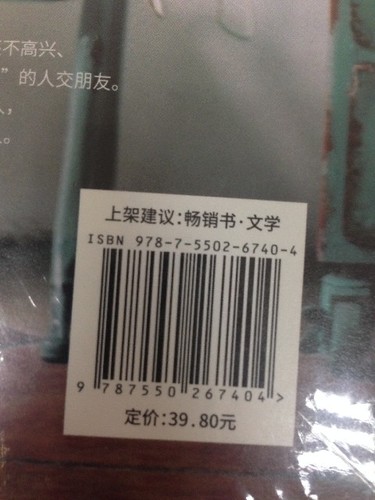 不高兴、
”的人交朋友。
上架建议：畅销书·文学
ISBN 978-7-5502-6740-4
9 787550 267404 >
定价：39.80元